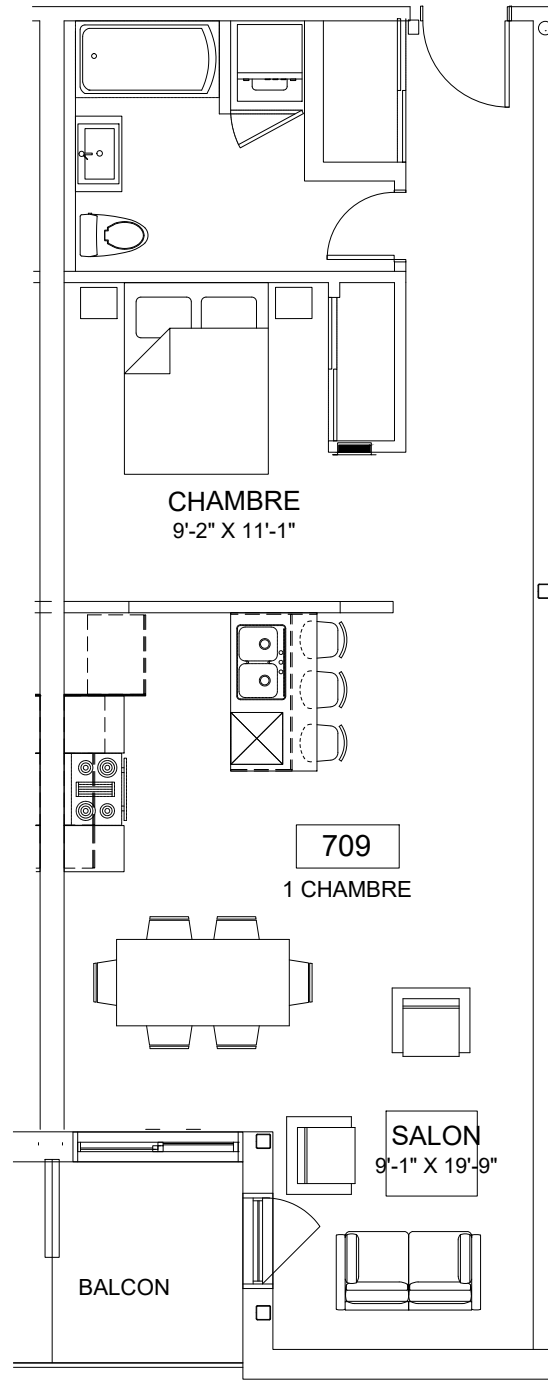 CHAMBRE
9'-2" X 11'-1"
709
1 CHAMBRE
SALON
9'-1" X 19'-9"
BALCON